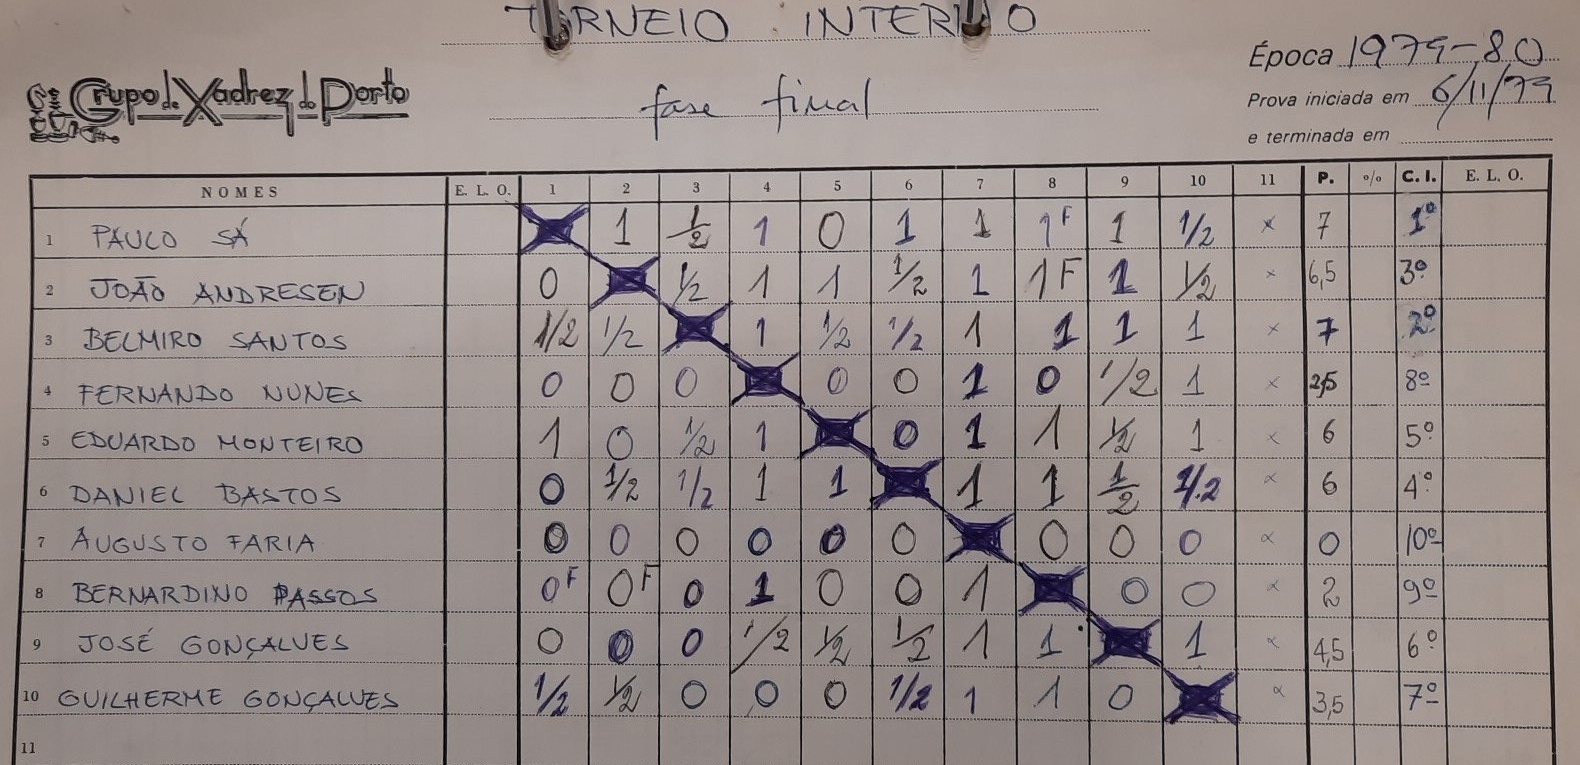 TORNEIO INTERNO
Época 1979-80
Grupo de Xadrez do Porto
fase final
Prova iniciada em 6/11/79
e terminada em
NOMES E. L. O. 1 2 3 4 5 6 7 8 9 10 11 P. % C. I. E. L. O.
1 PAULO SÁ 1 1/2 1 0 1 1 1F 1 1/2 x 7 1º
2 JOÃO ANDRESEN 0 1/2 1 1 1/2 1 1F 1 1/2 x 6,5 3º
3 BELMIRO SANTOS 1/2 1/2 1 1/2 1/2 1 1 1 1 x 7 2º
4 FERNANDO NUNES 0 0 0 0 0 1 0 1/2 1 x 2,5 8º
5 EDUARDO MONTEIRO 1 0 1/2 1 0 1 1 1/2 1 x 6 5º
6 DANIEL BASTOS 0 1/2 1/2 1 1 1 1 1/2 1/2 x 6 4º
7 AUGUSTO FARIA 0 0 0 0 0 0 0 0 0 x 0 10º
8 BERNARDINO PASSOS 0F 0F 0 1 0 0 1 0 0 x 2 9º
9 JOSÉ GONÇALVES 0 0 0 1/2 1/2 1/2 1 1 1 x 4,5 6º
10 GUILHERME GONÇALVES 1/2 1/2 0 0 0 1/2 1 1 0 x 3,5 7º
11